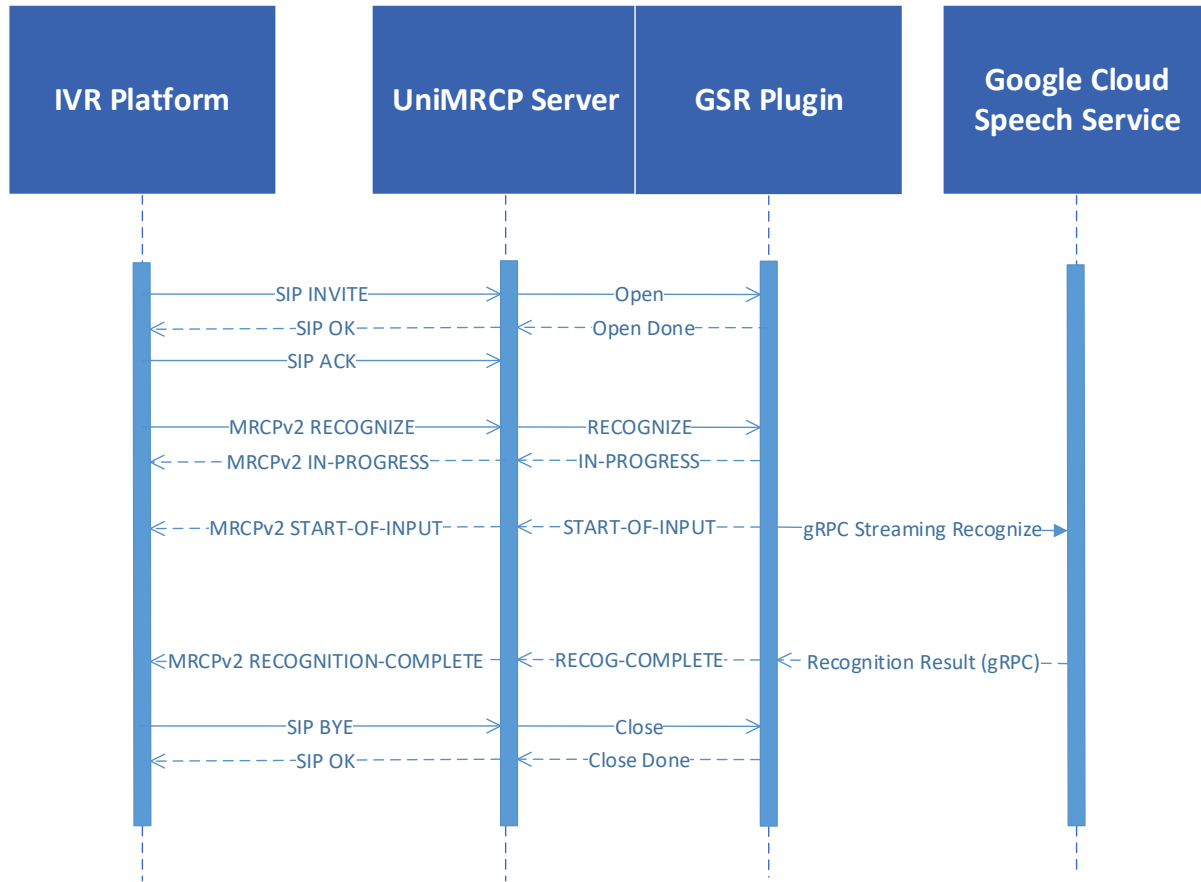 IVR Platform
UniMRCP Server
GSR Plugin
Google Cloud
Speech Service
SIP INVITE
Open
SIP OK
Open Done
SIP ACK
MRCPv2 RECOGNIZE
RECOGNIZE
MRCPv2 IN-PROGRESS
IN-PROGRESS
MRCPv2 START-OF-INPUT
START-OF-INPUT
gRPC Streaming Recognize
MRCPv2 RECOGNITION-COMPLETE
RECOG-COMPLETE
Recognition Result (gRPC)
SIP BYE
Close
SIP OK
Close Done